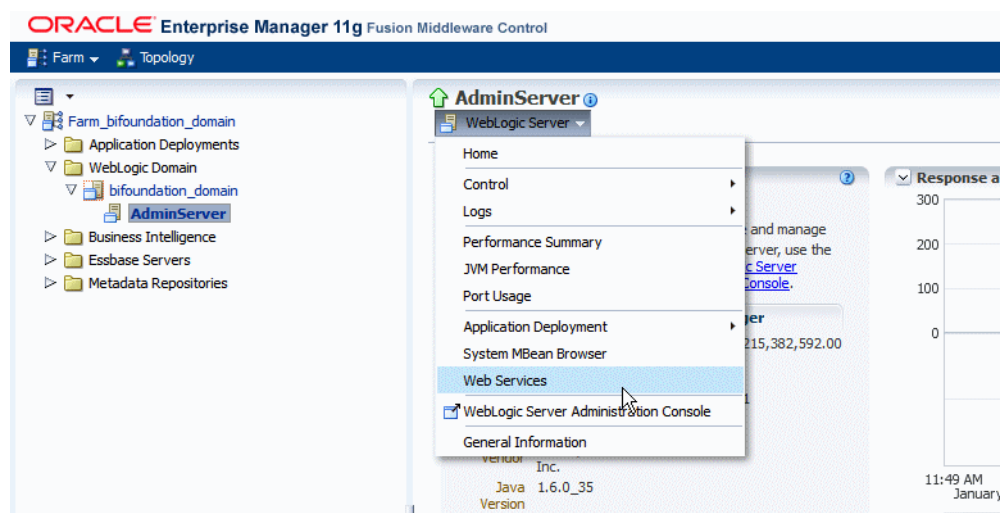 ORACLE Enterprise Manager 11g Fusion Middleware Control
Farm Topology
Farm_bifoundation_domain
Application Deployments
WebLogic Domain
bifoundation_domain
AdminServer
Business Intelligence
Essbase Servers
Metadata Repositories
AdminServer
WebLogic Server
Home
Control
Logs
Performance Summary
JVM Performance
Port Usage
Application Deployment
System MBean Browser
Web Services
WebLogic Server Administration Console
General Information
and manage
erver, use the
c Server
Console.
ger
215,382,592.00
1
Vendor
Inc.
Java 1.6.0_35
Version
Response a
300
200
100
0
11:49 AM
January